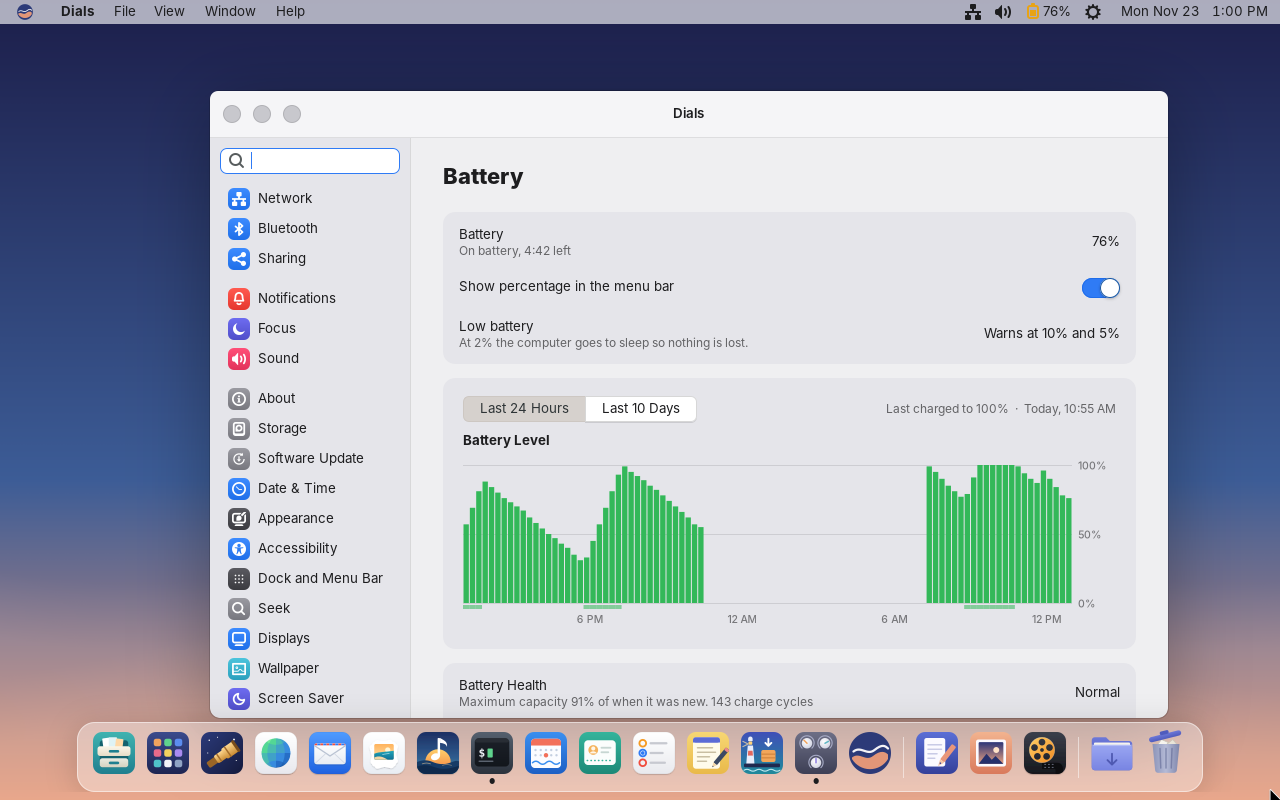 Dials File View Window Help 76% Mon Nov 23 1:00 PM
Dials
Network
Bluetooth
Sharing
Notifications
Focus
Sound
About
Storage
Software Update
Date & Time
Appearance
Accessibility
Dock and Menu Bar
Seek
Displays
Wallpaper
Screen Saver
Battery
Battery
On battery, 4:42 left
76%
Show percentage in the menu bar
Low battery
At 2% the computer goes to sleep so nothing is lost.
Warns at 10% and 5%
Last 24 Hours Last 10 Days
Last charged to 100% · Today, 10:55 AM
Battery Level
100%
50%
0%
6 PM 12 AM 6 AM 12 PM
Battery Health
Maximum capacity 91% of when it was new. 143 charge cycles
Normal
$